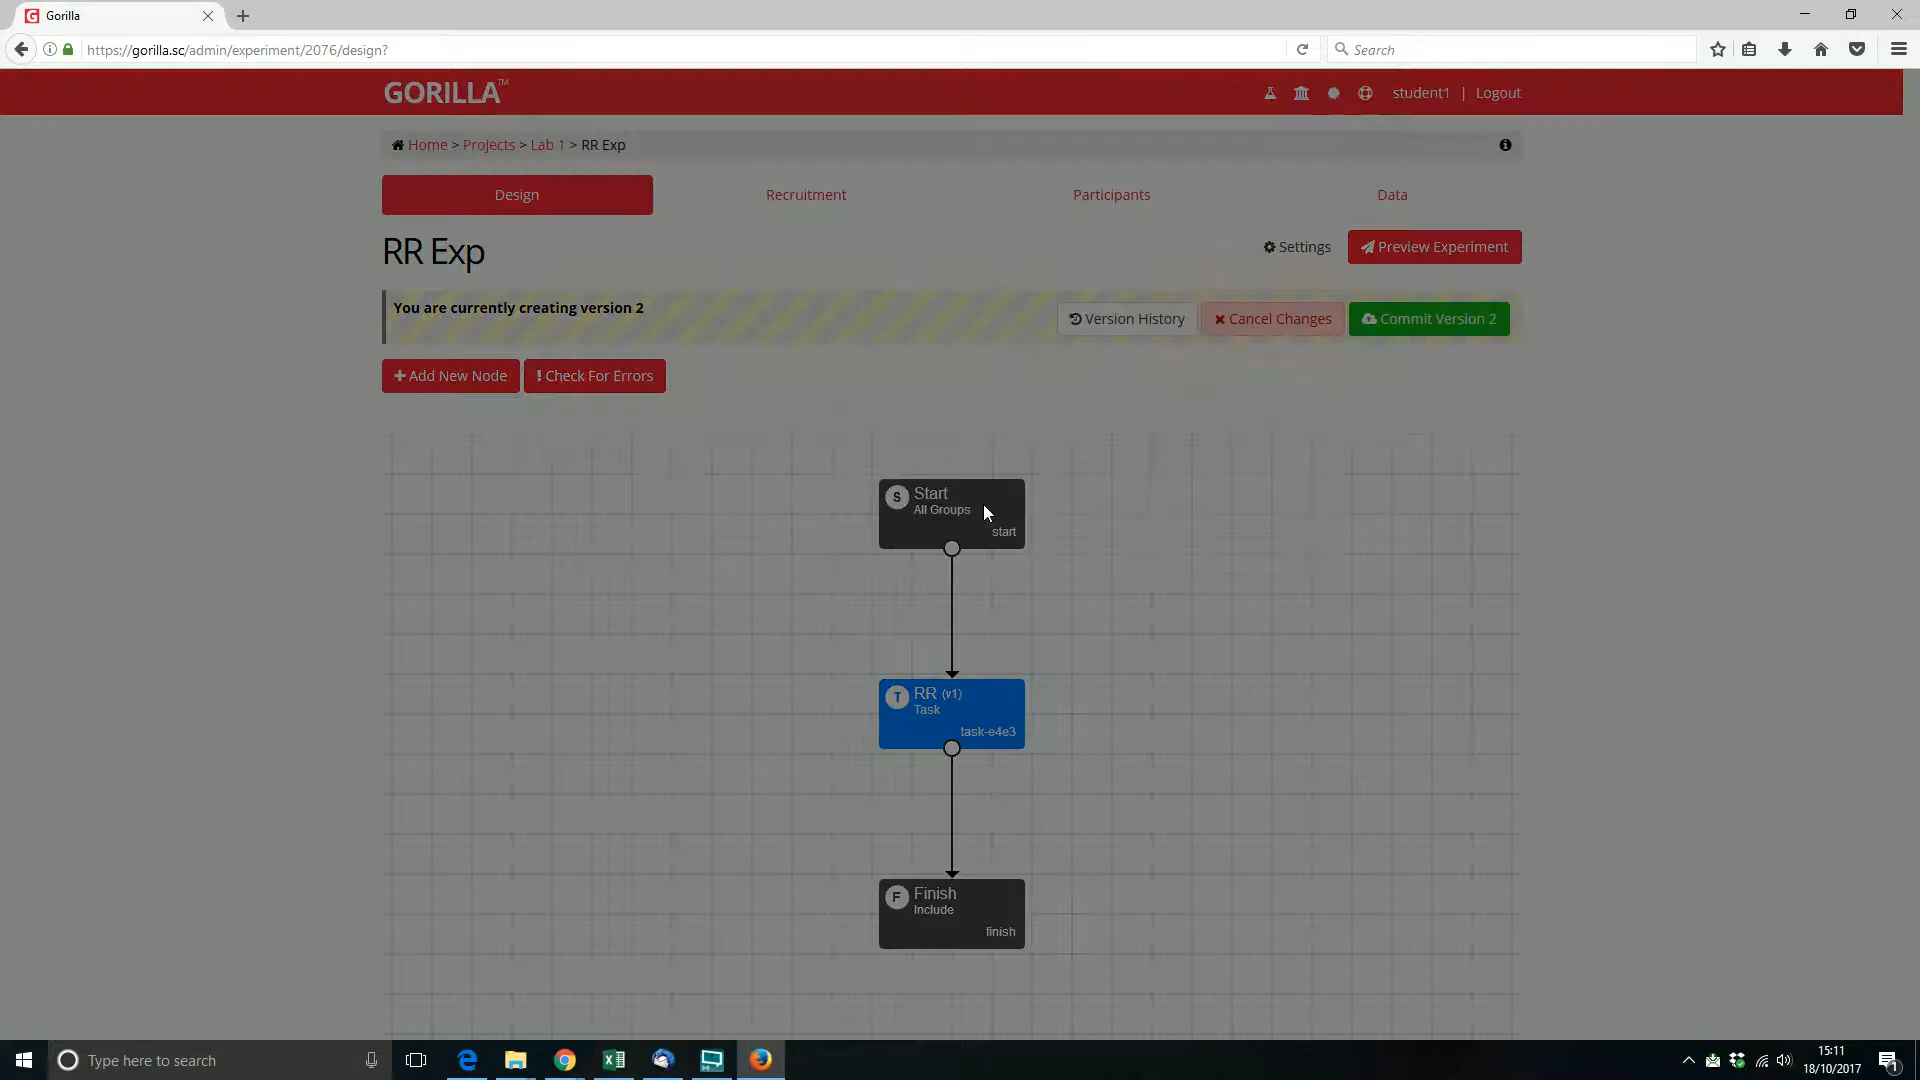 Gorilla
https://gorilla.sc/admin/experiment/2076/design?
Search
GORILLA™
student1 | Logout
Home > Projects > Lab 1 > RR Exp
Design
Recruitment
Participants
Data
RR Exp
Settings
Preview Experiment
You are currently creating version 2
Version History
Cancel Changes
Commit Version 2
Add New Node
Check For Errors
S
Start
All Groups
start
T
RR (v1)
Task
task-e4e3
F
Finish
Include
finish
Type here to search
15:11
18/10/2017
1